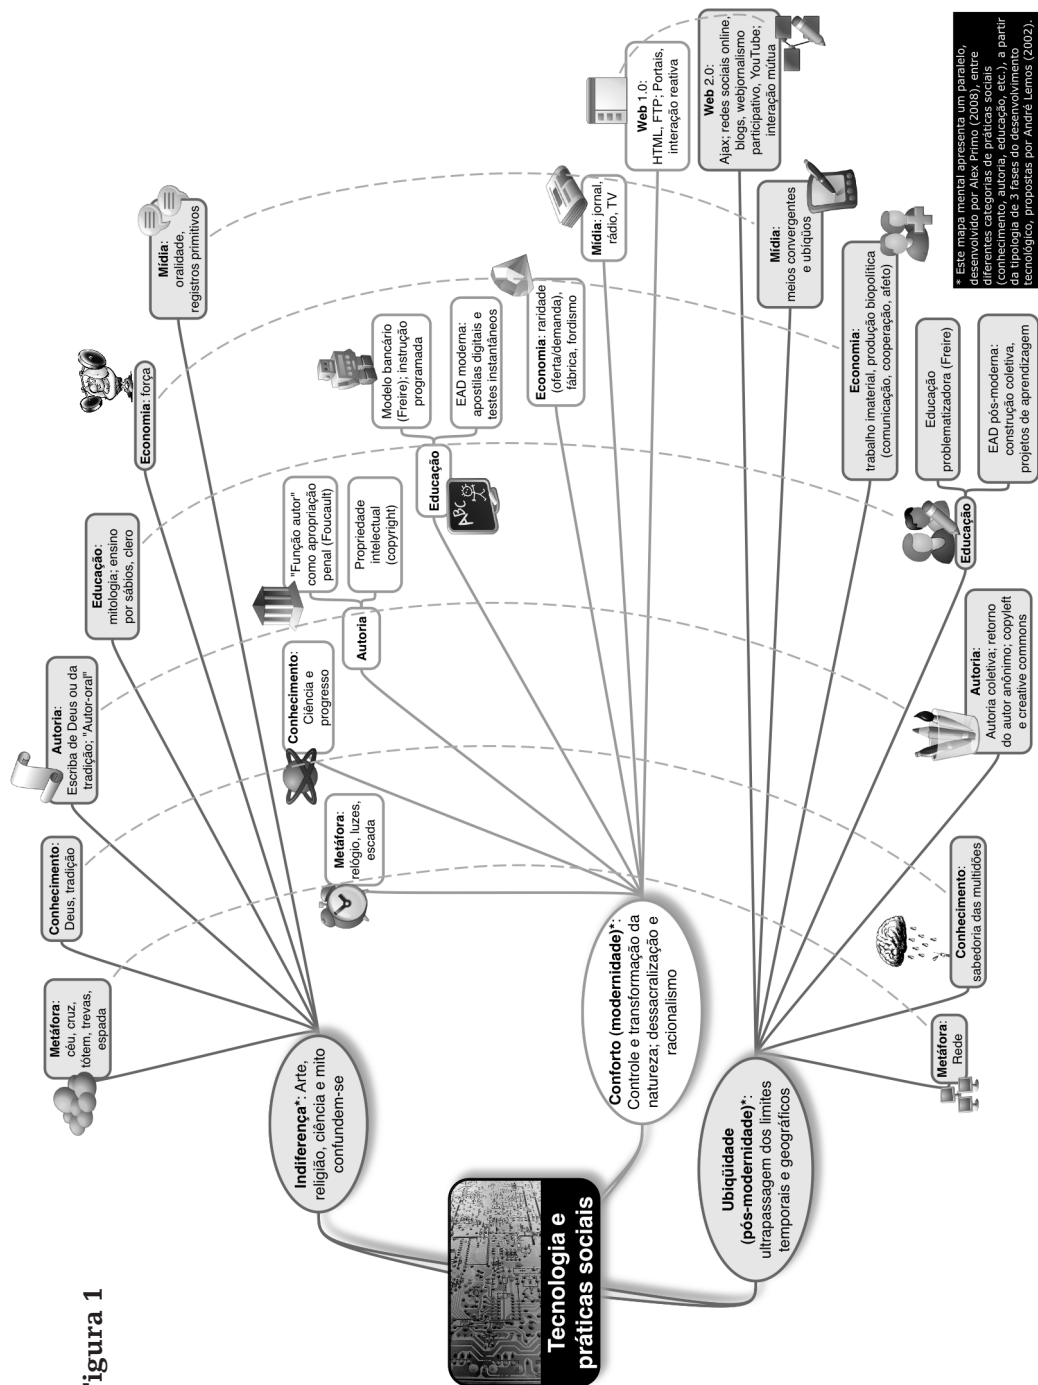 Figura 1
Tecnologia e
práticas sociais
Indiferença*: Arte,
religião, ciência e mito
confundem-se
Metáfora:
céu, cruz,
tótem, trevas,
espada
Conhecimento:
Deus, tradição
Autoria:
Escriba de Deus ou da
tradição; "Autor-oral"
Educação:
mitologia; ensino
por sábios, clero
Economia: força
Mídia:
oralidade,
registros primitivos
Conforto (modernidade)*:
Controle e transformação da
natureza; dessacralização e
racionalismo
Metáfora:
relógio, luzes,
escada
Conhecimento:
Ciência e
progresso
Autoria
"Função autor"
como apropriação
penal (Foucault)
Propriedade
intelectual
(copyright)
Educação
ABC
Modelo bancário
(Freire); instrução
programada
EAD moderna:
apostilas digitais e
testes instantâneos
Economia: raridade
(oferta/demanda),
fábrica, fordismo
Mídia: jornal,
rádio, TV
Web 1.0:
HTML, FTP; Portais,
interação reativa
Ubiqüidade
(pós-modernidade)*:
ultrapassagem dos limites
temporais e geográficos
Metáfora:
Rede
Conhecimento:
sabedoria das multidões
Autoria:
Autoria coletiva; retorno
do autor anônimo; copyleft
e creative commons
Educação
Educação
problematizadora (Freire)
EAD pós-moderna:
construção coletiva,
projetos de aprendizagem
Economia:
trabalho imaterial, produção biopolítica
(comunicação, cooperação, afeto)
Mídia:
meios convergentes
e ubíqüos
Web 2.0:
Ajax; redes sociais online,
blogs, webjornalismo
participativo, YouTube;
interação mútua
* Este mapa mental apresenta um paralelo,
desenvolvido por Alex Primo (2008), entre
diferentes categorias de práticas sociais
(conhecimento, autoria, educação, etc.), a partir
da tipologia de 3 fases do desenvolvimento
tecnológico, propostas por André Lemos (2002).